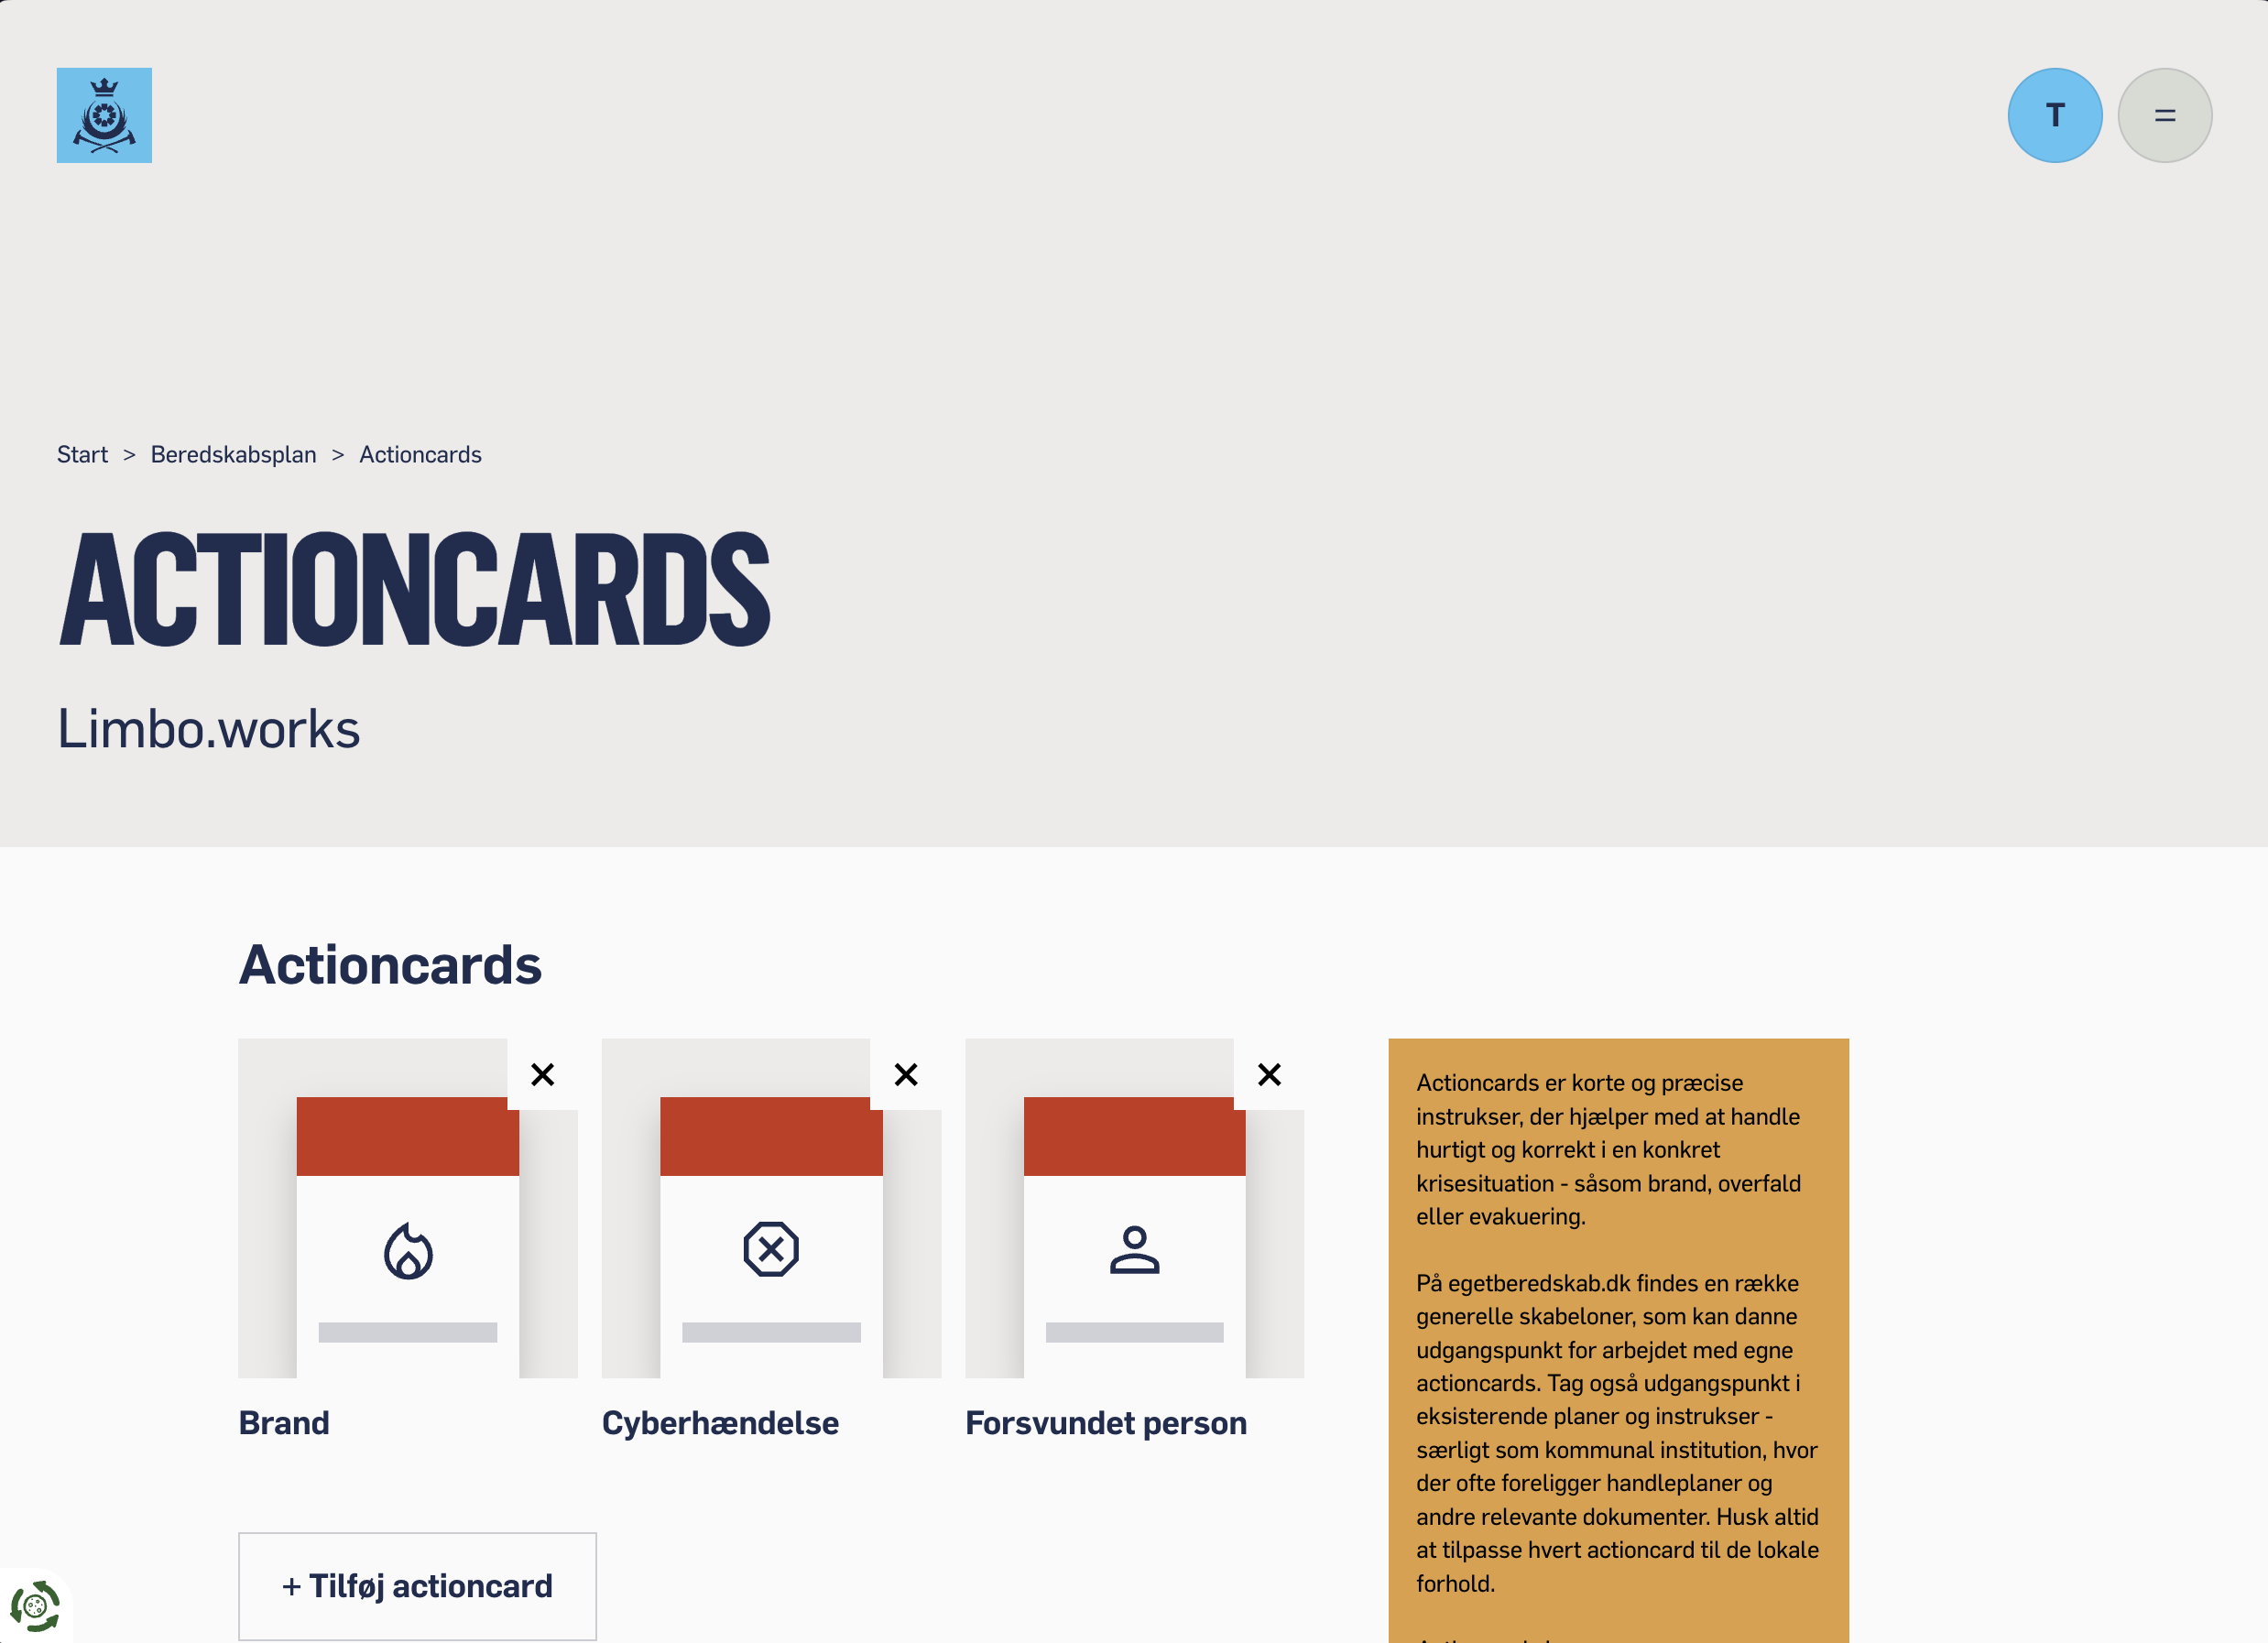 T
Start > Beredskabsplan > Actioncards
ACTIONCARDS
Limbo.works
Actioncards
Brand
Cyberhændelse
Forsvundet person
+ Tilføj actioncard
Actioncards er korte og præcise
instrukser, der hjælper med at handle
hurtigt og korrekt i en konkret
krisesituation - såsom brand, overfald
eller evakuering.
På egetberedskab.dk findes en række
generelle skabeloner, som kan danne
udgangspunkt for arbejdet med egne
actioncards. Tag også udgangspunkt i
eksisterende planer og instrukser -
særligt som kommunal institution, hvor
der ofte foreligger handleplaner og
andre relevante dokumenter. Husk altid
at tilpasse hvert actioncard til de lokale
forhold.